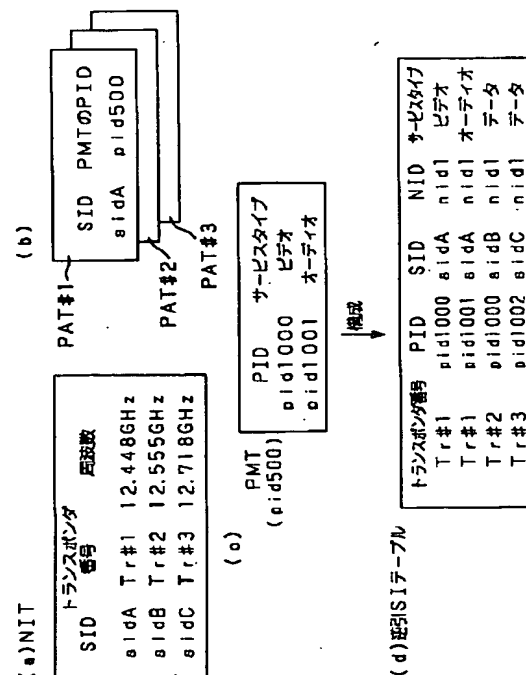 (a)NIT
SID トランスポンダ番号 周波数
sidA Tr#1 12.448GHz
sidB Tr#2 12.555GHz
sidC Tr#3 12.718GHz
(b)
PAT#1
SID PMTのPID
sidA pid500
PAT#2
PAT#3
(c)
PMT
(pid500)
PID サービスタイプ
pid1000 ビデオ
pid1001 オーディオ
構成
(d)逆引SIテーブル
トランスポンダ番号 PID SID NID サービスタイプ
Tr#1 pid1000 sidA nid1 ビデオ
Tr#1 pid1001 sidA nid1 オーディオ
Tr#2 pid1000 sidB nid1 データ
Tr#3 pid1002 sidC nid1 データ